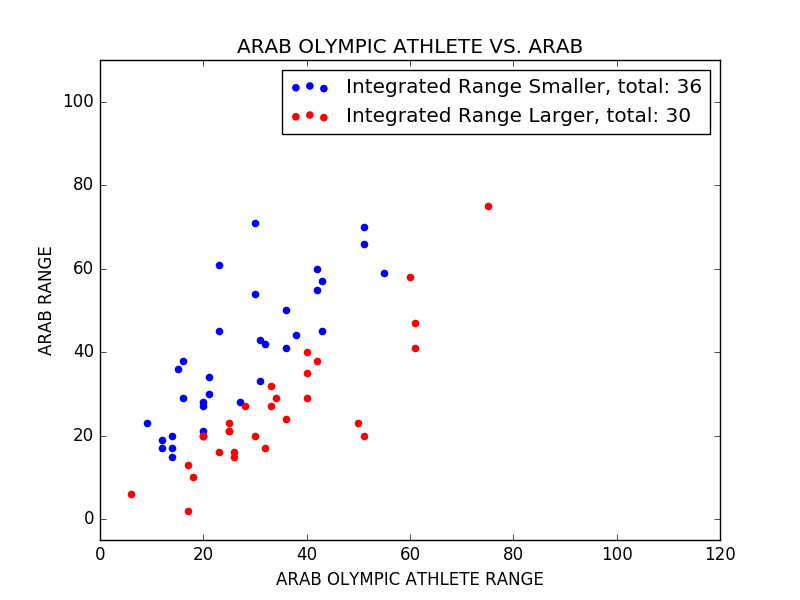 ARAB OLYMPIC ATHLETE VS. ARAB
Integrated Range Smaller, total: 36
Integrated Range Larger, total: 30
100
80
60
40
20
0
ARAB RANGE
0 20 40 60 80 100 120
ARAB OLYMPIC ATHLETE RANGE